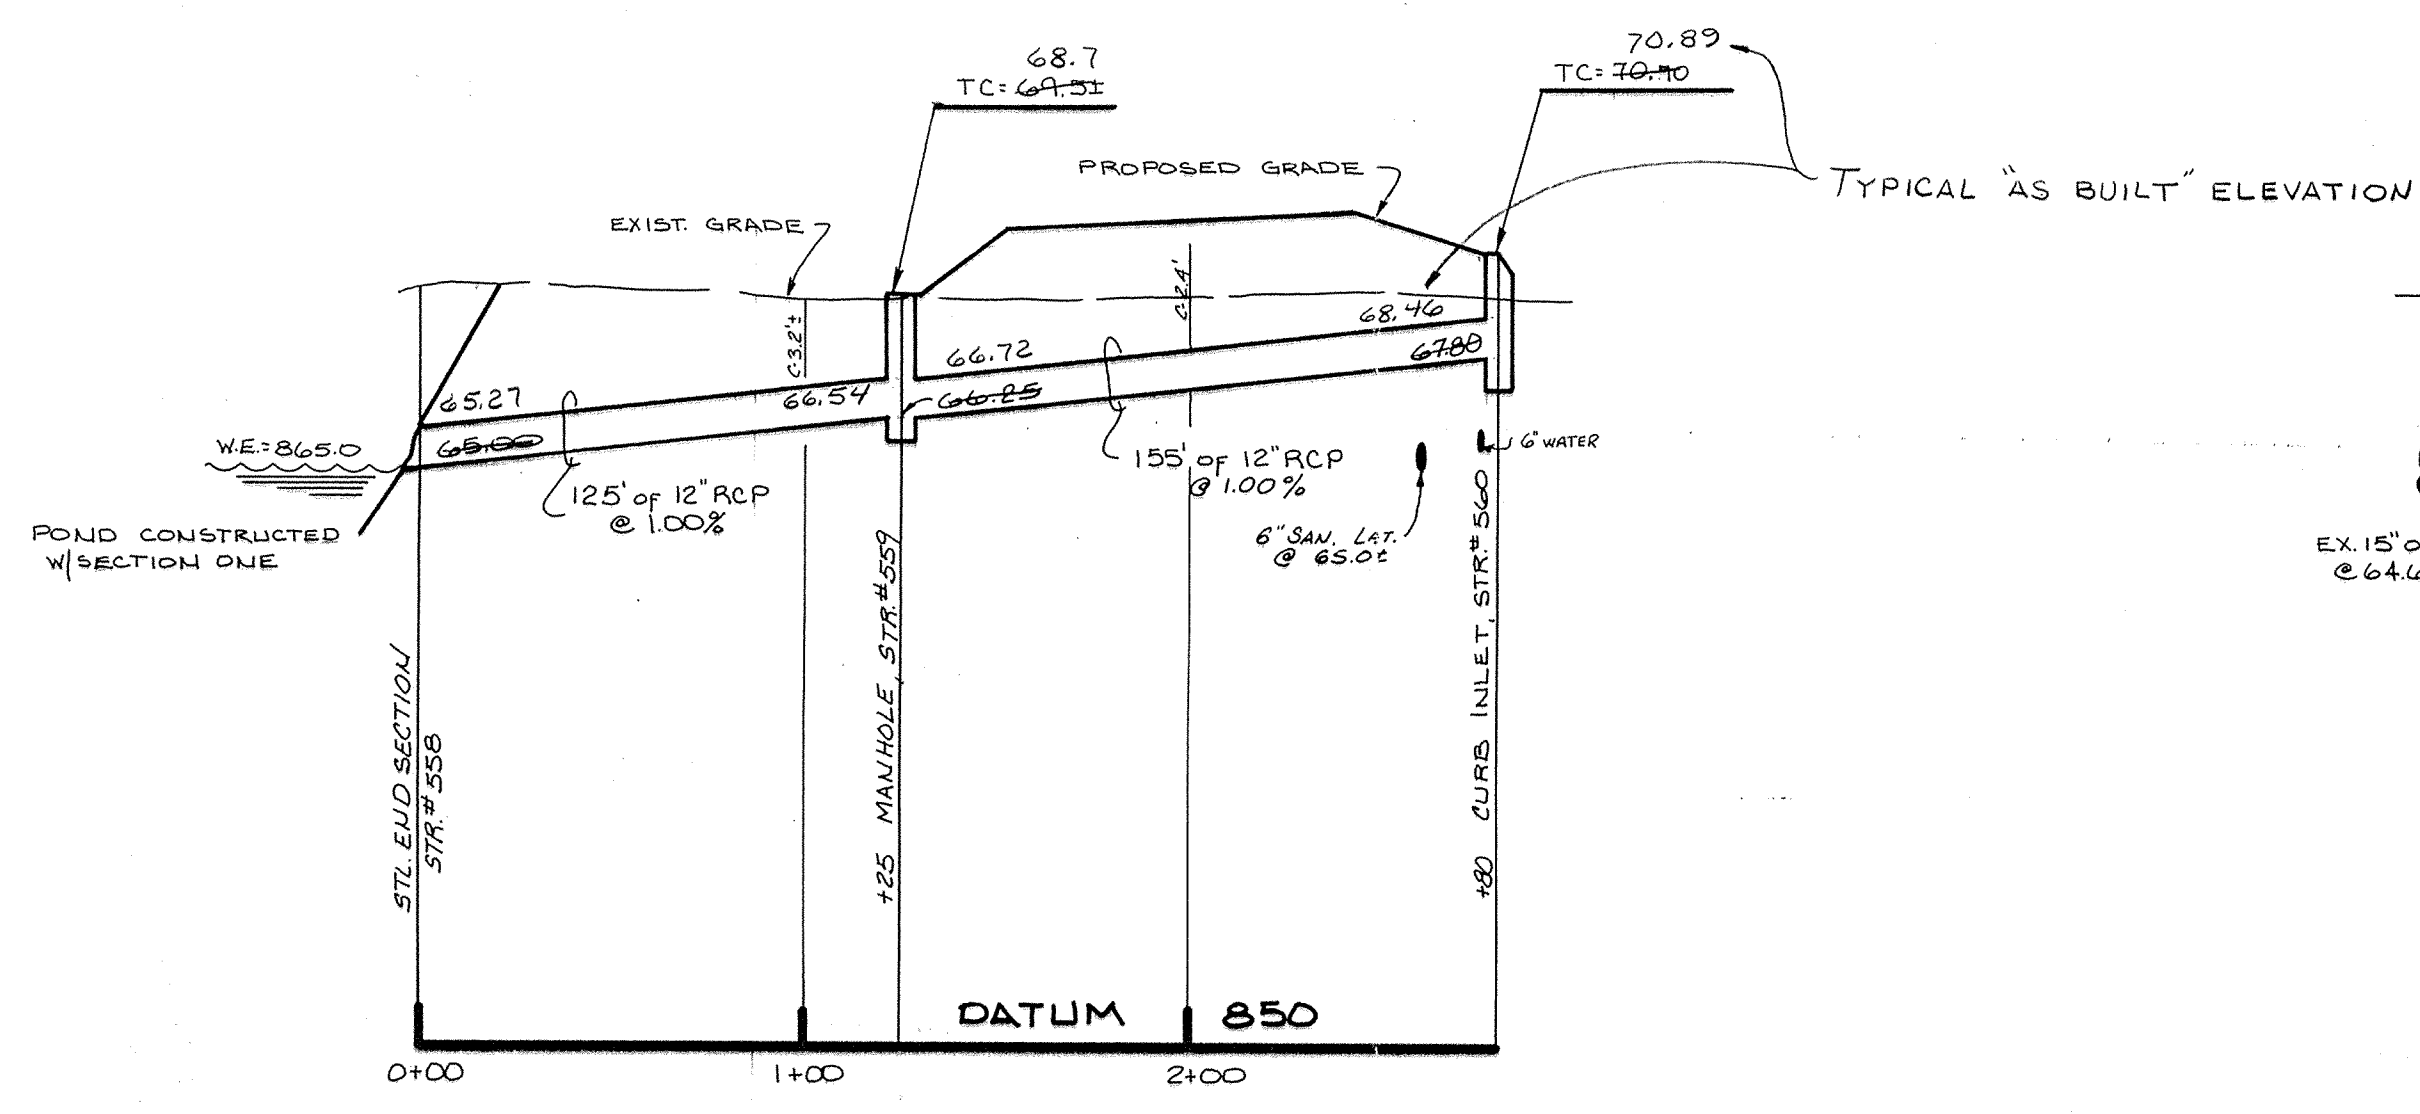 68.7
TC= 69.51
70.89
TC= 70.70
PROPOSED GRADE
TYPICAL "AS BUILT" ELEVATION
EXIST. GRADE
C-3.2'±
C-2.4'
65.27
65.00
66.54
66.72
66.25
68.46
67.80
W.E.=865.0
125' OF 12" RCP
@ 1.00%
155' OF 12" RCP
@ 1.00%
6" WATER
6" SAN. LAT.
@ 65.0±
POND CONSTRUCTED
W/SECTION ONE
EX. 15"
@ 64.6
STL. END SECTION
STR.# 558
+25 MANHOLE, STR.# 559
+80 CURB INLET, STR.# 560
DATUM 850
0+00
1+00
2+00